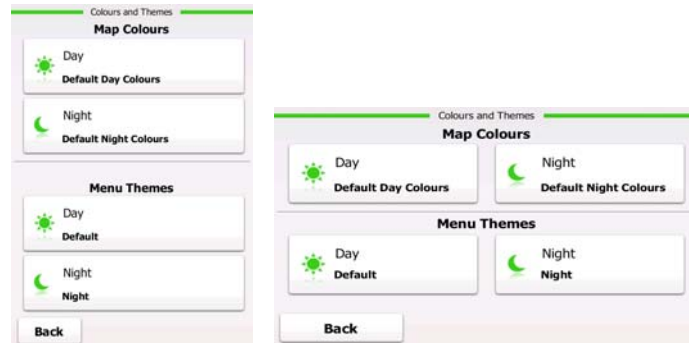 Colours and Themes
Map Colours
Day
Default Day Colours
Night
Default Night Colours
Menu Themes
Day
Default
Night
Night
Back
Colours and Themes
Map Colours
Day
Default Day Colours
Night
Default Night Colours
Menu Themes
Day
Default
Night
Night
Back